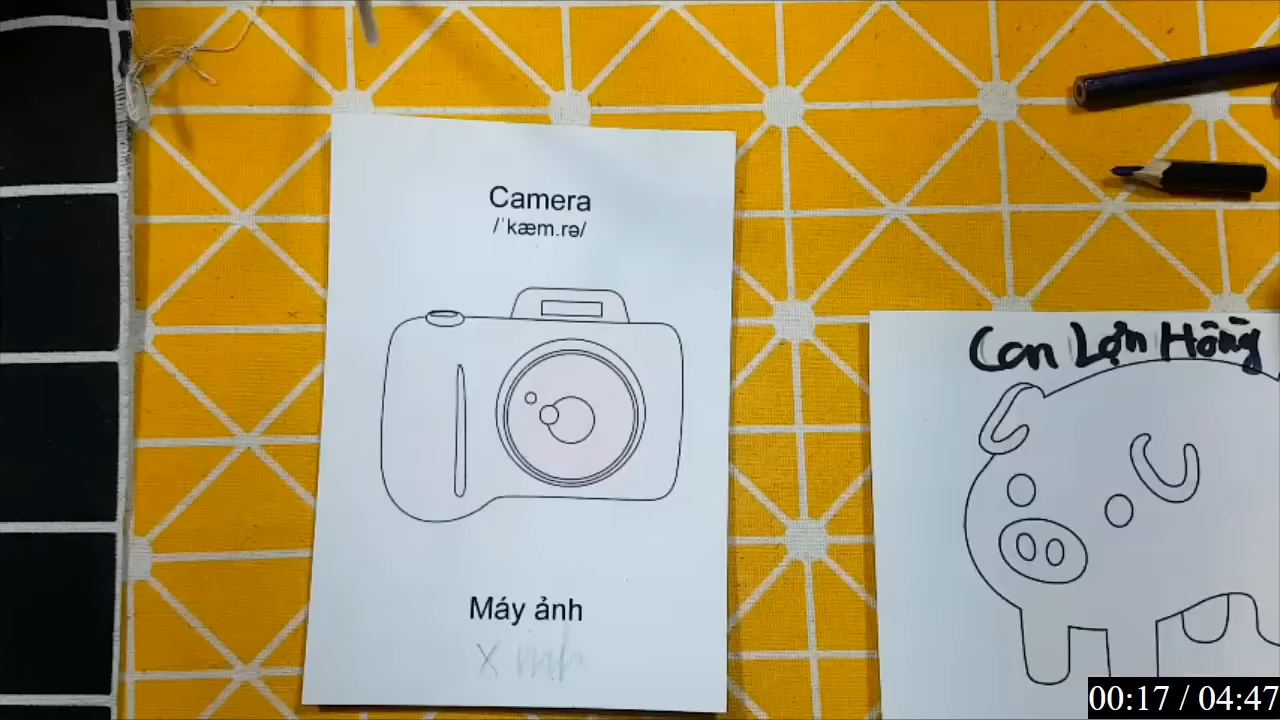 Camera
/ˈkæm.rə/
Máy ảnh
Con Lợn Hồng
00:17 / 04:47